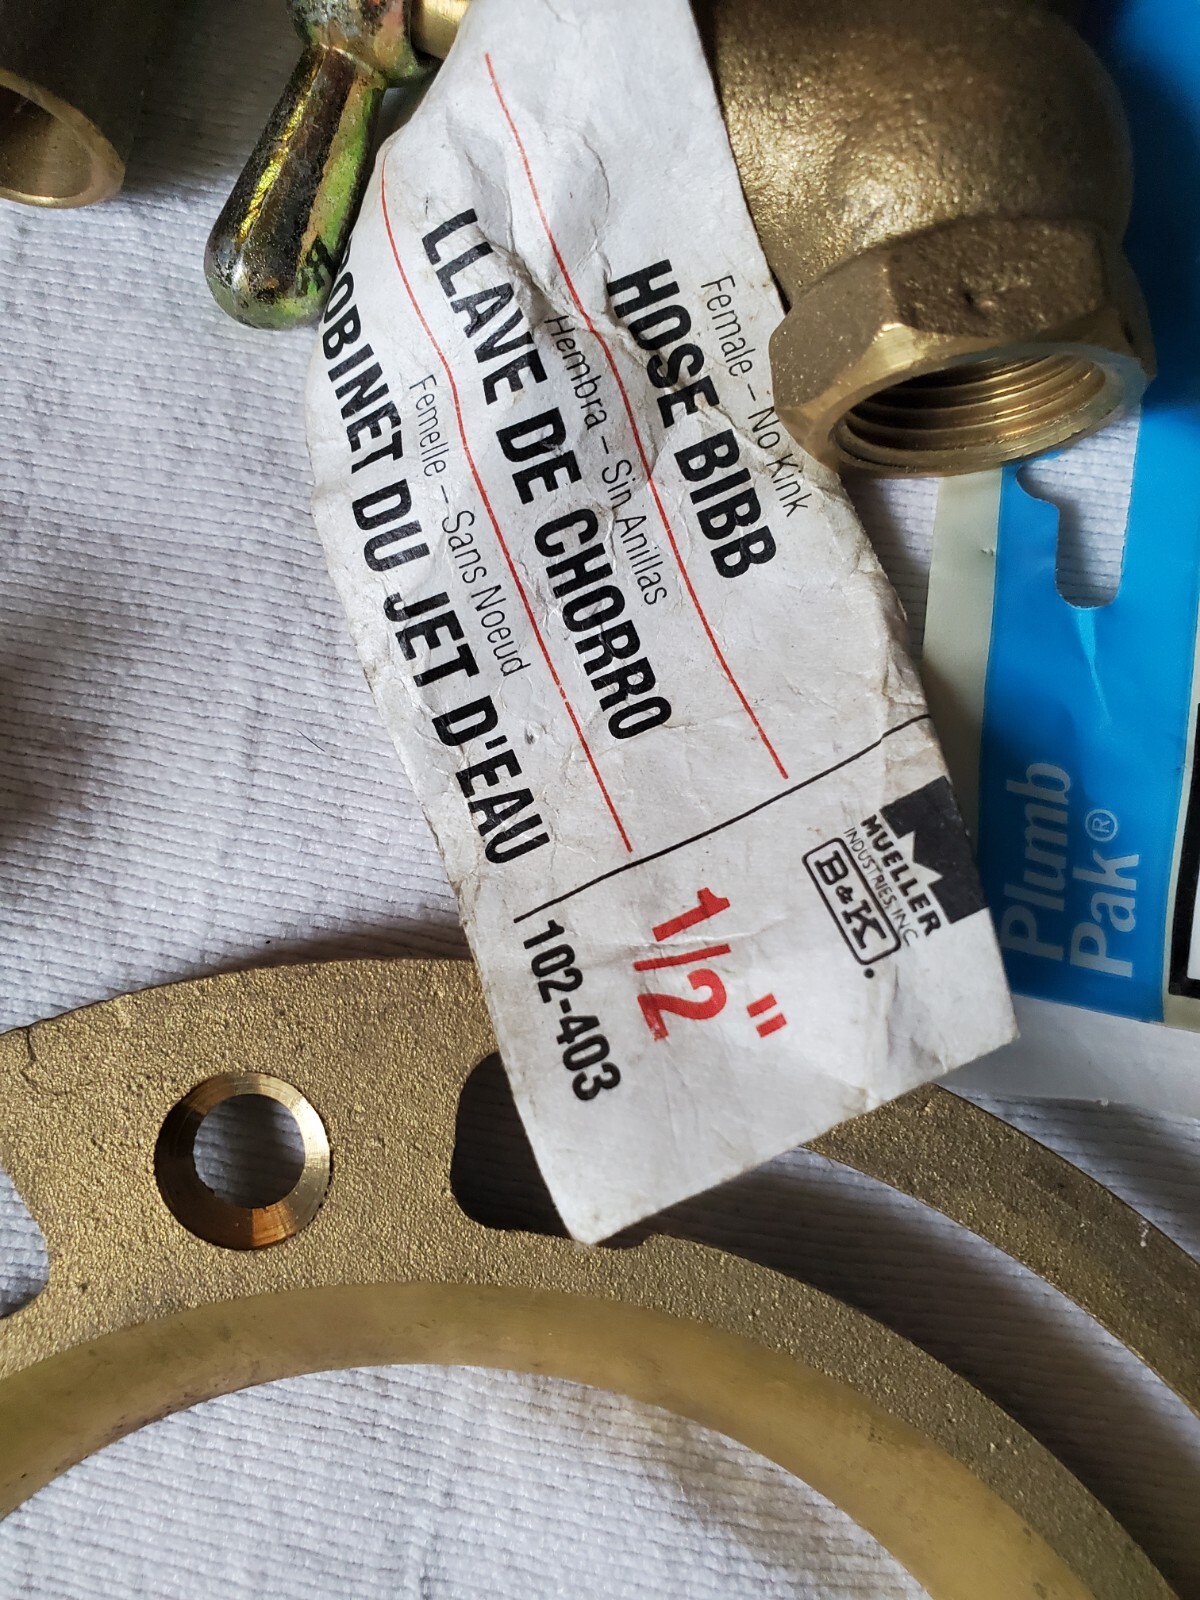 HOSE BIBB
Female – No Kink
LLAVE DE CHORRO
Hembra – Sin Anillas
OBINET DU JET D'EAU
Femelle – Sans Noeud
MUELLER
INDUSTRIES, INC
B&K
1/2"
102-403
Plumb
Pak®